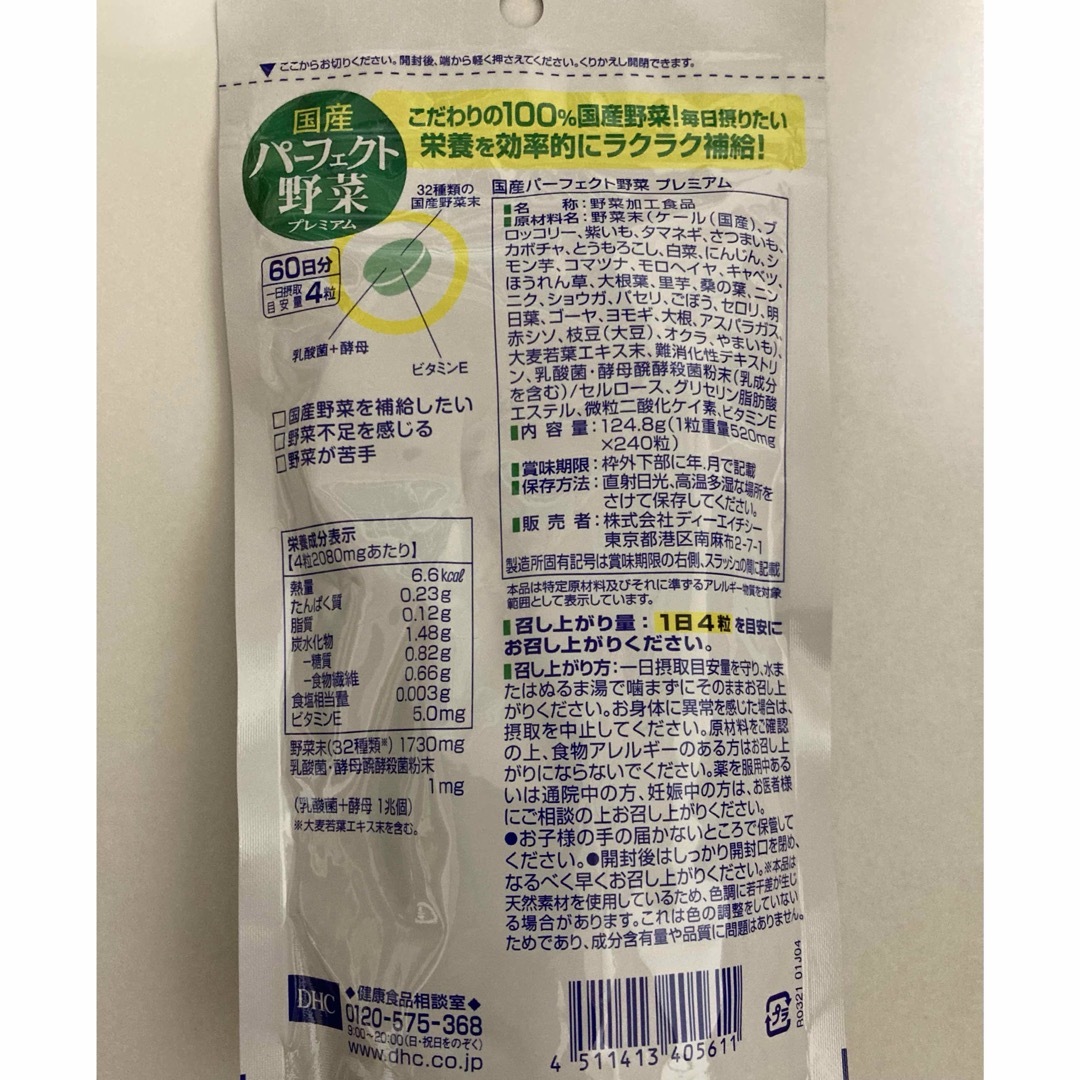 ここからお切りください。開封後、端から軽く押さえてください。くりかえし開閉できます。
国産
パーフェクト
野菜
プレミアム
こだわりの100%国産野菜!毎日摂りたい
栄養を効率的にラクラク補給!
60日分
一日摂取
目安量 4粒
32種類の
国産野菜末
乳酸菌+酵母
ビタミンE
□国産野菜を補給したい
□野菜不足を感じる
□野菜が苦手
国産パーフェクト野菜 プレミアム
名 称:野菜加工食品
原材料名:野菜末(ケール(国産)、ブ
ロッコリー、紫いも、タマネギ、さつまいも、
カボチャ、とうもろこし、白菜、にんじん、シ
モン芋、コマツナ、モロヘイヤ、キャベツ、
ほうれん草、大根葉、里芋、桑の葉、ニン
ニク、ショウガ、パセリ、ごぼう、セロリ、明
日葉、ゴーヤ、ヨモギ、大根、アスパラガス、
赤シソ、枝豆(大豆)、オクラ、やまいも)、
大麦若葉エキス末、難消化性デキストリ
ン、乳酸菌・酵母醗酵殺菌粉末(乳成分
を含む)/セルロース、グリセリン脂肪酸
エステル、微粒二酸化ケイ素、ビタミンE
内容量:124.8g(1粒重量520mg
×240粒)
賞味期限:枠外下部に年.月で記載
保存方法:直射日光、高温多湿な場所を
さけて保存してください。
販売者:株式会社ディーエイチシー
東京都港区南麻布2-7-1
製造所固有記号は賞味期限の右側、スラッシュの間に記載
本品は特定原材料及びそれに準ずるアレルギー物質を対象
範囲として表示しています。
召し上がり量:1日4粒を目安に
お召し上がりください。
召し上がり方:一日摂取目安量を守り、水ま
たはぬるま湯で噛まずにそのままお召し上
がりください。お身体に異常を感じた場合は、
摂取を中止してください。原材料をご確認
の上、食物アレルギーのある方はお召し上
がりにならないでください。薬を服用中ある
いは通院中の方、妊娠中の方は、お医者様
にご相談の上お召し上がりください。
●お子様の手の届かないところで保管して
ください。●開封後はしっかり開封口を閉め、
なるべく早くお召し上がりください。※本品は
天然素材を使用しているため、色調に若干差が生じ
る場合があります。これは色の調整をしていない
ためであり、成分含有量や品質に問題はありません。
栄養成分表示
【4粒2080mgあたり】
熱量 6.6kcal
たんぱく質 0.23g
脂質 0.12g
炭水化物 1.48g
－糖質 0.82g
－食物繊維 0.66g
食塩相当量 0.003g
ビタミンE 5.0mg
野菜末(32種類※) 1730mg
乳酸菌・酵母醗酵殺菌粉末
1mg
(乳酸菌+酵母 1兆個)
※大麦若葉エキス末を含む。
DHC
◆健康食品相談室◆
0120-575-368
9:00～20:00(日・祝日をのぞく)
www.dhc.co.jp
4 511413 405611
プラ
R0321 01J04